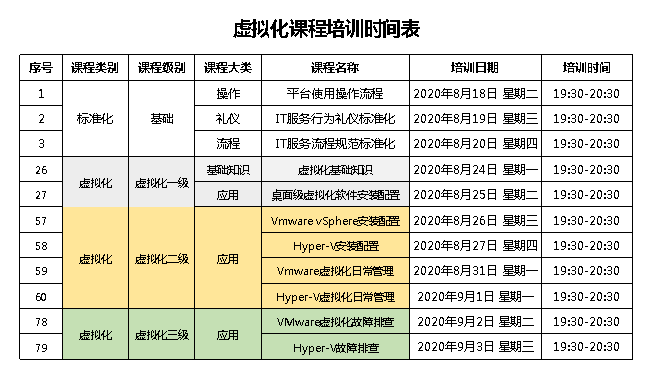 虚拟化课程培训时间表
序号 课程类别 课程级别 课程大类 课程名称 培训日期 培训时间
1 标准化 基础 操作 平台使用操作流程 2020年8月18日 星期二 19:30-20:30
2 礼仪 IT服务行为礼仪标准化 2020年8月19日 星期三 19:30-20:30
3 流程 IT服务流程规范标准化 2020年8月20日 星期四 19:30-20:30
26 虚拟化 虚拟化一级 基础知识 虚拟化基础知识 2020年8月24日 星期一 19:30-20:30
27 应用 桌面级虚拟化软件安装配置 2020年8月25日 星期二 19:30-20:30
57 虚拟化 虚拟化二级 应用 Vmware vSphere安装配置 2020年8月26日 星期三 19:30-20:30
58 Hyper-V安装配置 2020年8月27日 星期四 19:30-20:30
59 Vmware虚拟化日常管理 2020年8月31日 星期一 19:30-20:30
60 Hyper-V虚拟化日常管理 2020年9月1日 星期一 19:30-20:30
78 虚拟化 虚拟化三级 应用 VMware虚拟化故障排查 2020年9月2日 星期二 19:30-20:30
79 Hyper-V故障排查 2020年9月3日 星期三 19:30-20:30